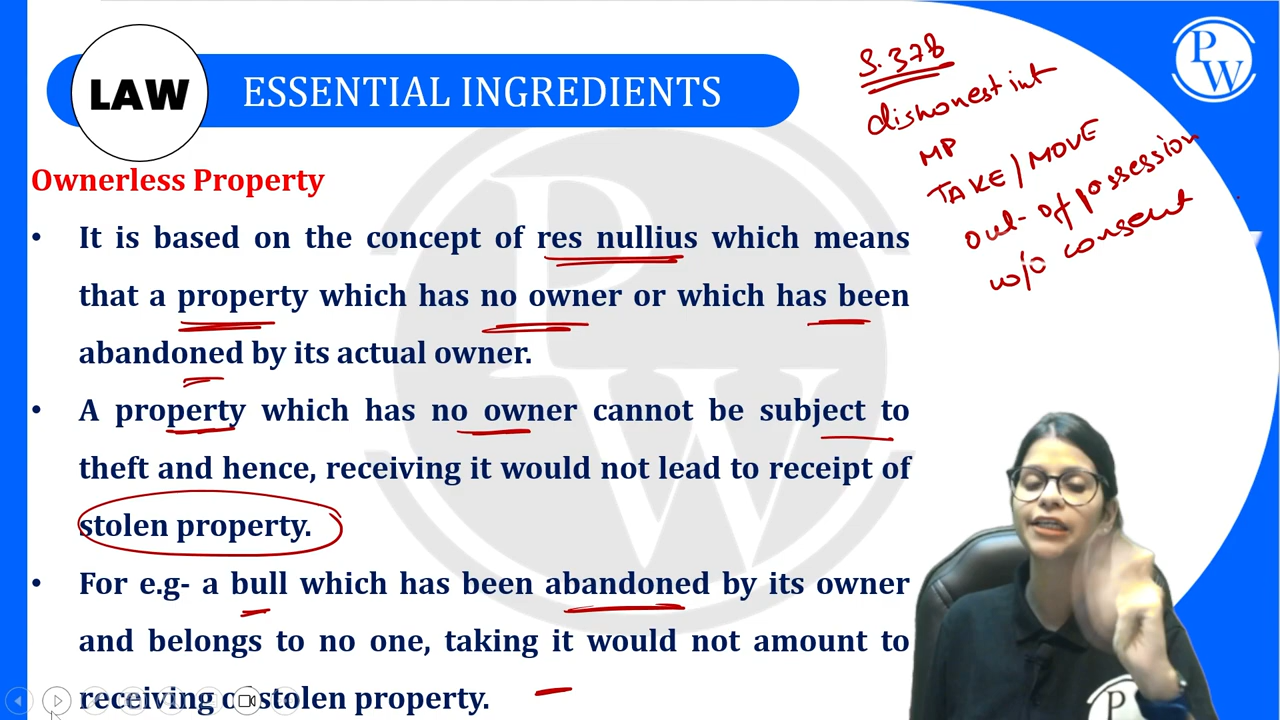 LAW
ESSENTIAL INGREDIENTS
S. 378
dishonest int
MP
TAKE / MOVE
out of possession
w/o consent
PW
Ownerless Property
• It is based on the concept of res nullius which means
that a property which has no owner or which has been
abandoned by its actual owner.
• A property which has no owner cannot be subject to
theft and hence, receiving it would not lead to receipt of
stolen property.
• For e.g- a bull which has been abandoned by its owner
and belongs to no one, taking it would not amount to
receiving of stolen property.
PW
PW